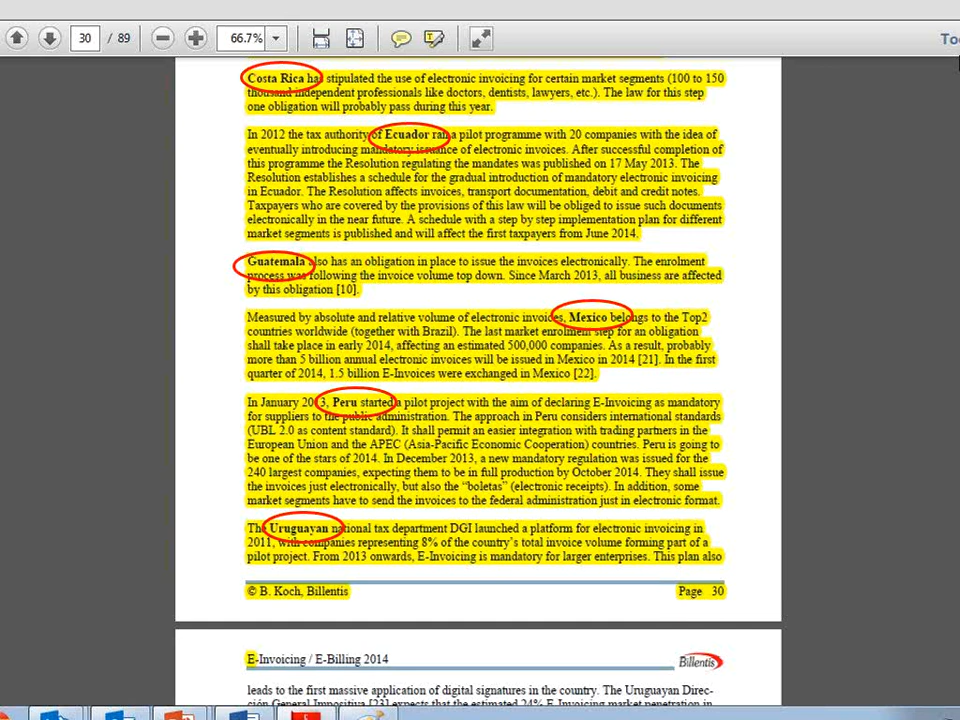 30 / 89 66.7% Too
Costa Rica has stipulated the use of electronic invoicing for certain market segments (100 to 150
thousand independent professionals like doctors, dentists, lawyers, etc.). The law for this step
one obligation will probably pass during this year.
In 2012 the tax authority of Ecuador ran a pilot programme with 20 companies with the idea of
eventually introducing mandatory issuance of electronic invoices. After successful completion of
this programme the Resolution regulating the mandates was published on 17 May 2013. The
Resolution establishes a schedule for the gradual introduction of mandatory electronic invoicing
in Ecuador. The Resolution affects invoices, transport documentation, debit and credit notes.
Taxpayers who are covered by the provisions of this law will be obliged to issue such documents
electronically in the near future. A schedule with a step by step implementation plan for different
market segments is published and will affect the first taxpayers from June 2014.
Guatemala also has an obligation in place to issue the invoices electronically. The enrolment
process was following the invoice volume top down. Since March 2013, all business are affected
by this obligation [10].
Measured by absolute and relative volume of electronic invoices, Mexico belongs to the Top2
countries worldwide (together with Brazil). The last market enrolment step for an obligation
shall take place in early 2014, affecting an estimated 500,000 companies. As a result, probably
more than 5 billion annual electronic invoices will be issued in Mexico in 2014 [21]. In the first
quarter of 2014, 1.5 billion E-Invoices were exchanged in Mexico [22].
In January 2013, Peru started a pilot project with the aim of declaring E-Invoicing as mandatory
for suppliers to the public administration. The approach in Peru considers international standards
(UBL 2.0 as content standard). It shall permit an easier integration with trading partners in the
European Union and the APEC (Asia-Pacific Economic Cooperation) countries. Peru is going to
be one of the stars of 2014. In December 2013, a new mandatory regulation was issued for the
240 largest companies, expecting them to be in full production by October 2014. They shall issue
the invoices just electronically, but also the “boletas” (electronic receipts). In addition, some
market segments have to send the invoices to the federal administration just in electronic format.
The Uruguayan national tax department DGI launched a platform for electronic invoicing in
2011, with companies representing 8% of the country’s total invoice volume forming part of a
pilot project. From 2013 onwards, E-Invoicing is mandatory for larger enterprises. This plan also
© B. Koch, Billentis Page 30
E-Invoicing / E-Billing 2014 Billentis
leads to the first massive application of digital signatures in the country. The Uruguayan Direc-
ción General Impositiva [23] expects that the estimated 24% E-Invoicing market penetration in